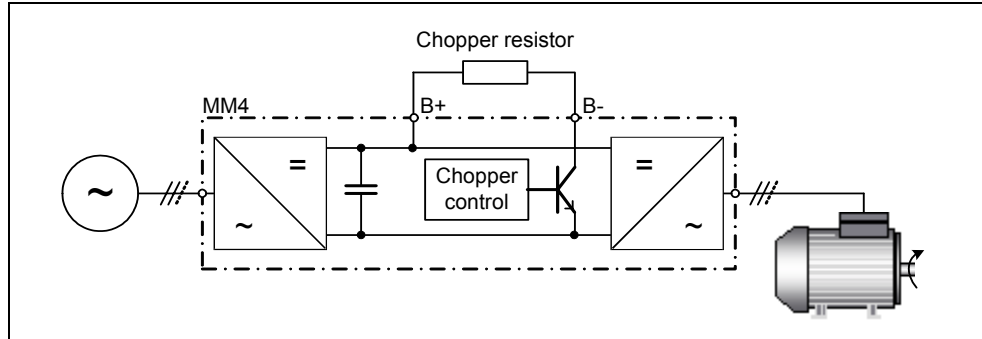 Chopper resistor
MM4
B+
B-
=
=
Chopper
control
~
~
~